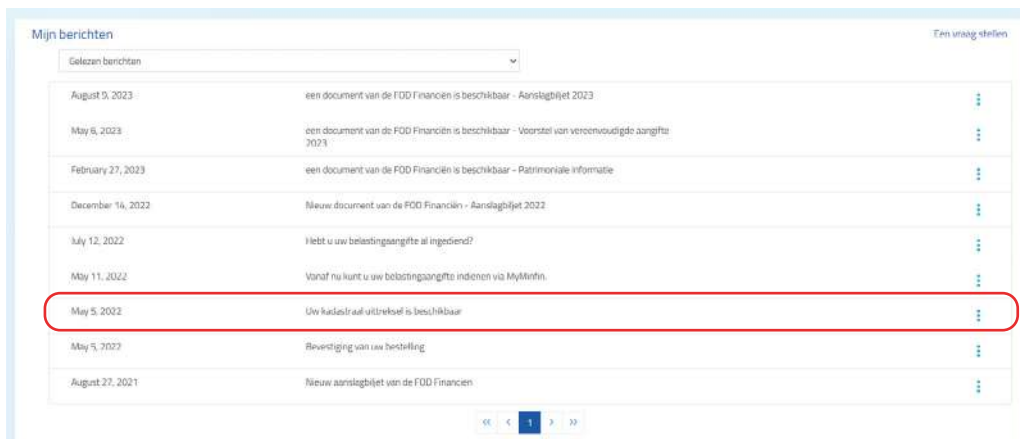 Mijn berichten
Een vraag stellen
Gelezen berichten
August 9, 2023 een document van de FOD Financiën is beschikbaar - Aanslagbiljet 2023
May 6, 2023 een document van de FOD Financiën is beschikbaar - Voorstel van vereenvoudigde aangifte
2023
February 27, 2023 een document van de FOD Financiën is beschikbaar - Patrimoniale informatie
December 14, 2022 Nieuw document van de FOD Financiën - Aanslagbiljet 2022
July 12, 2022 Hebt u uw belastingaangifte al ingediend?
May 11, 2022 Vanaf nu kunt u uw belastingaangifte indienen via MyMinfin.
May 5, 2022 Uw kadastraal uittreksel is beschikbaar
May 5, 2022 Bevestiging van uw bestelling
August 27, 2021 Nieuw aanslagbiljet van de FOD Financien
« ‹ 1 › »